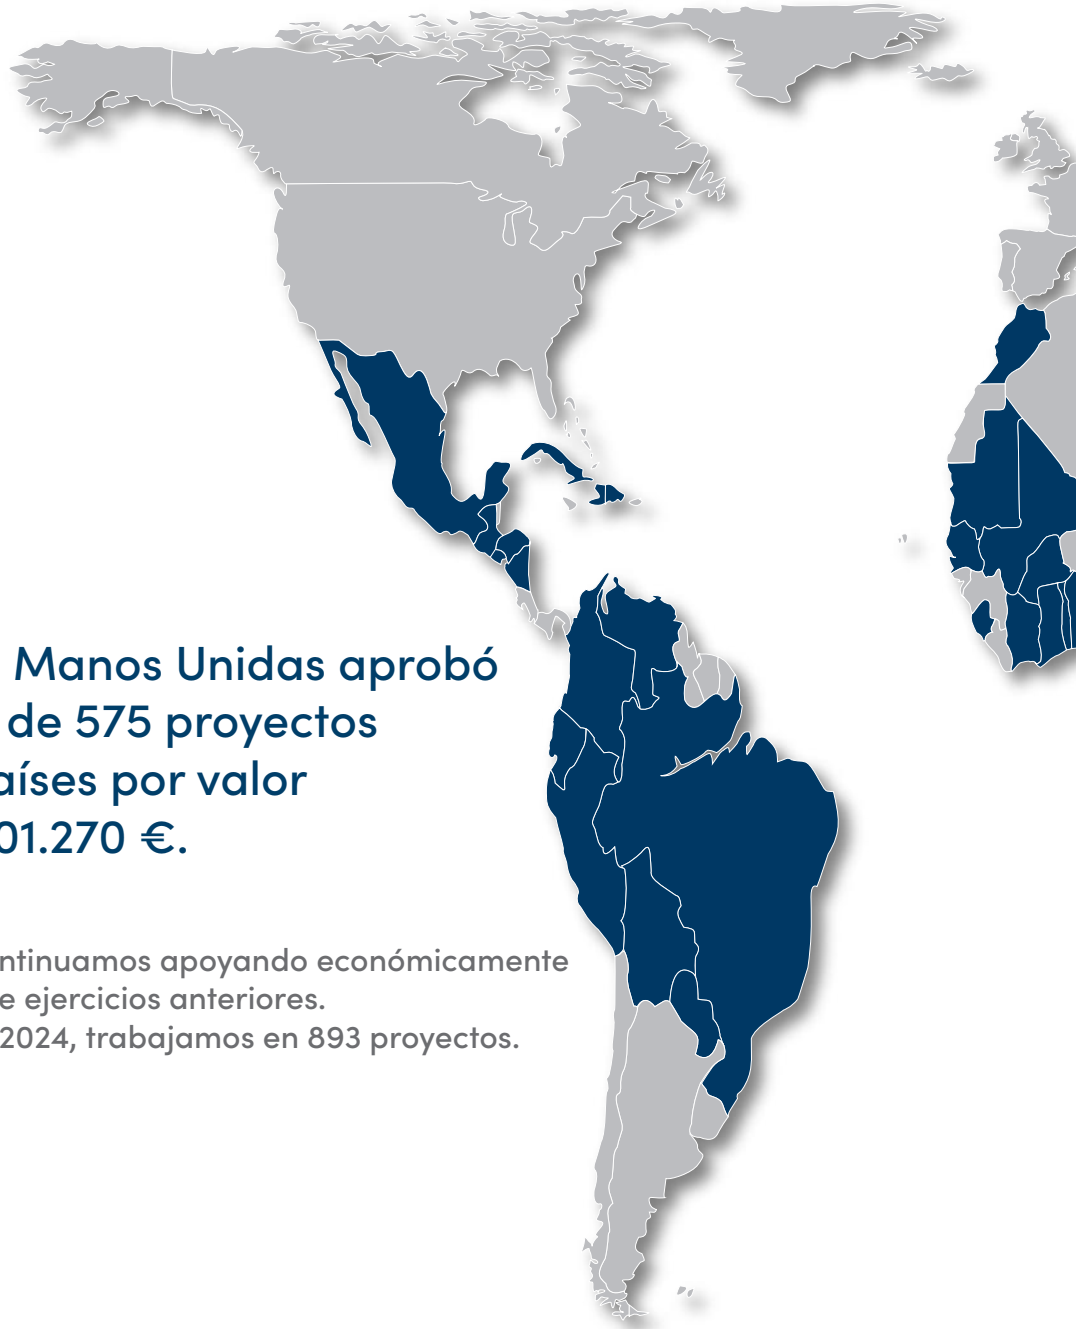 Manos Unidas aprobó
de 575 proyectos
países por valor
01.270 €.
ntinuamos apoyando económicamente
e ejercicios anteriores.
2024, trabajamos en 893 proyectos.